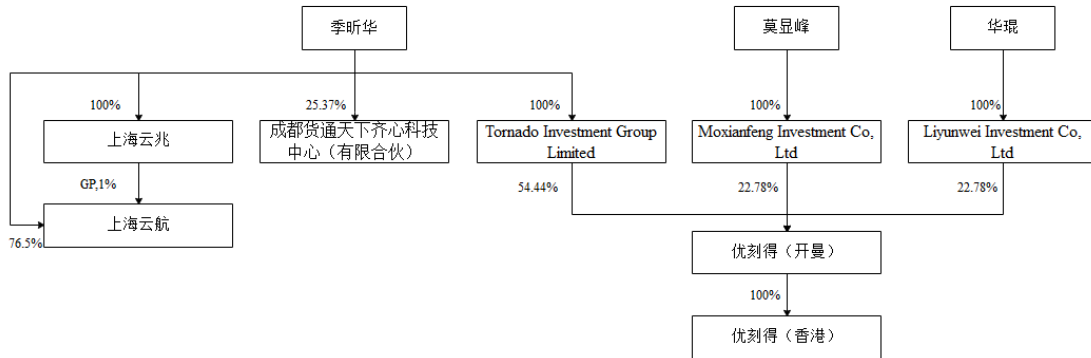 季昕华
莫显峰
华琨
100%
25.37%
100%
100%
100%
上海云兆
成都货通天下齐心科技
中心（有限合伙）
Tornado Investment Group
Limited
Moxianfeng Investment Co,
Ltd
Liyunwei Investment Co,
Ltd
GP,1%
54.44%
22.78%
22.78%
上海云航
76.5%
优刻得（开曼）
100%
优刻得（香港）